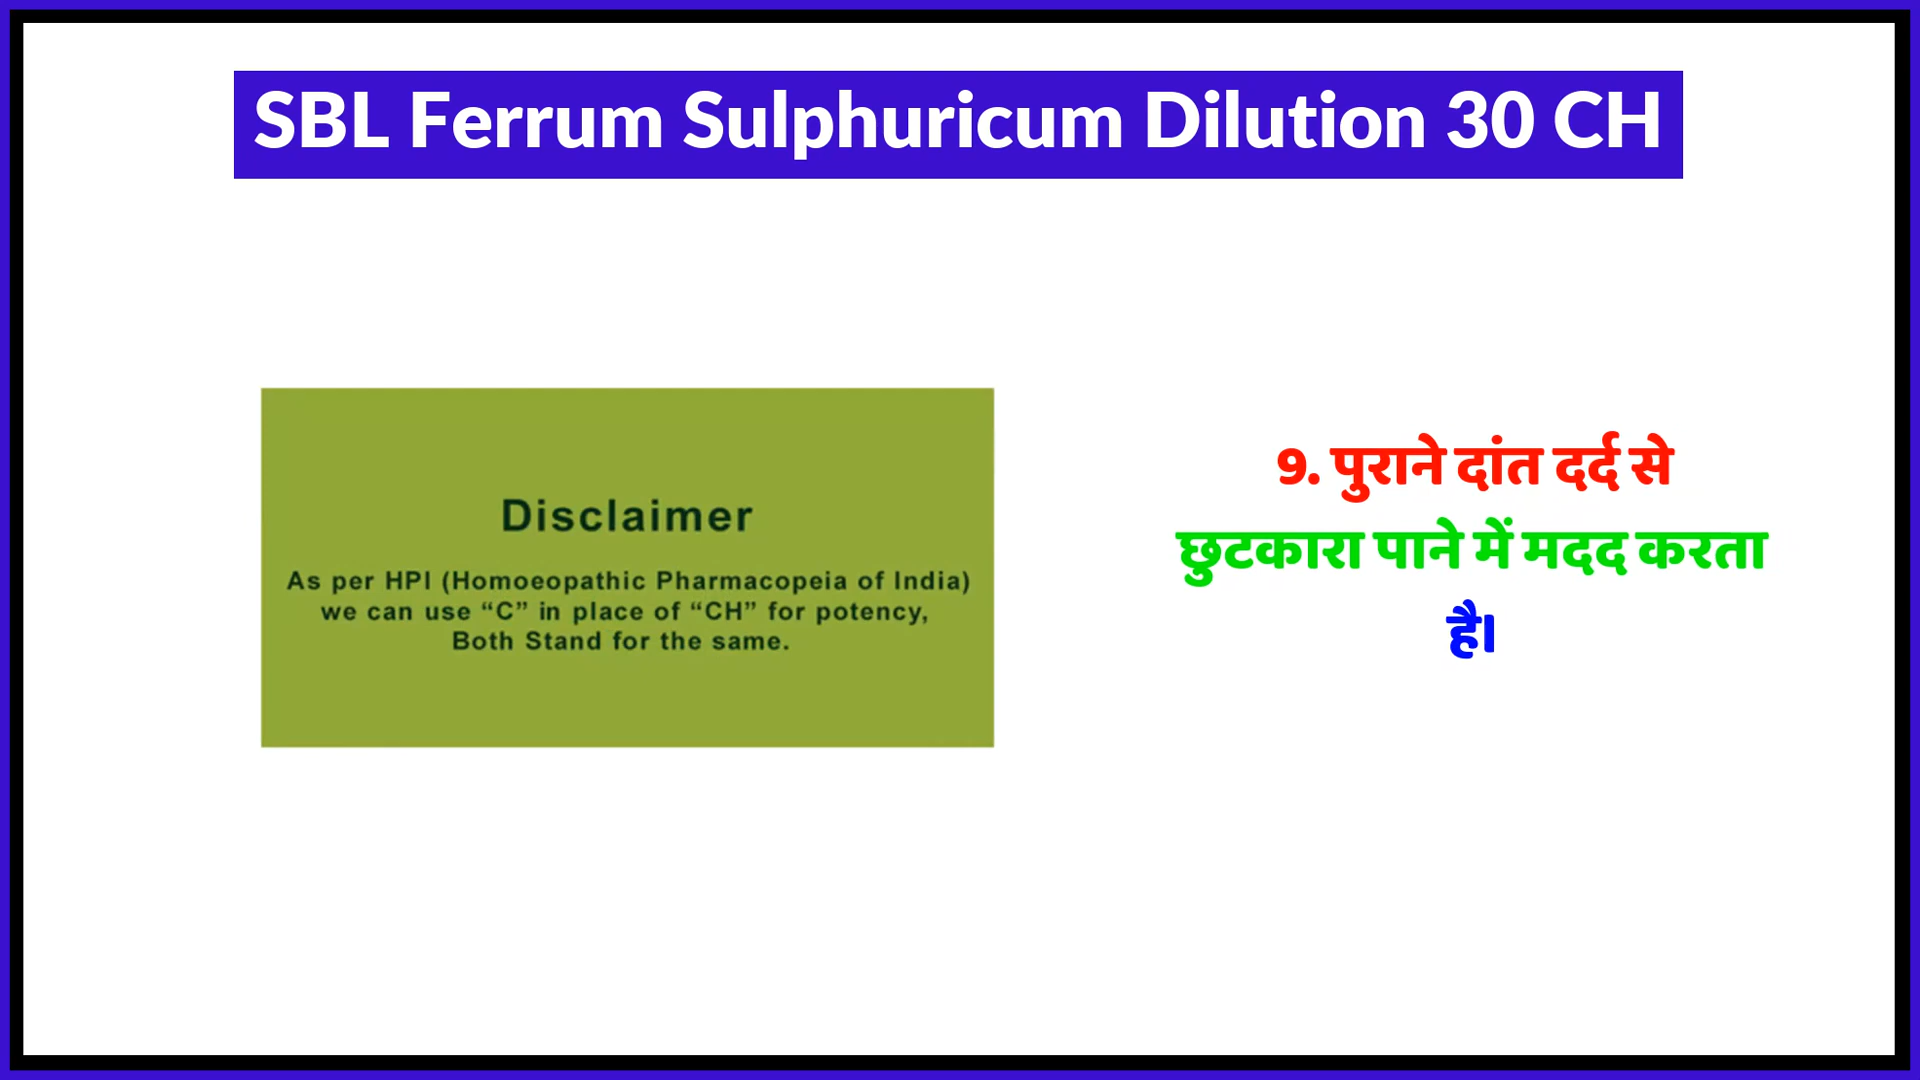 SBL Ferrum Sulphuricum Dilution 30 CH
Disclaimer
As per HPI (Homoeopathic Pharmacopeia of India)
we can use “C” in place of “CH” for potency,
Both Stand for the same.
9. पुराने दांत दर्द से
छुटकारा पाने में मदद करता
है।